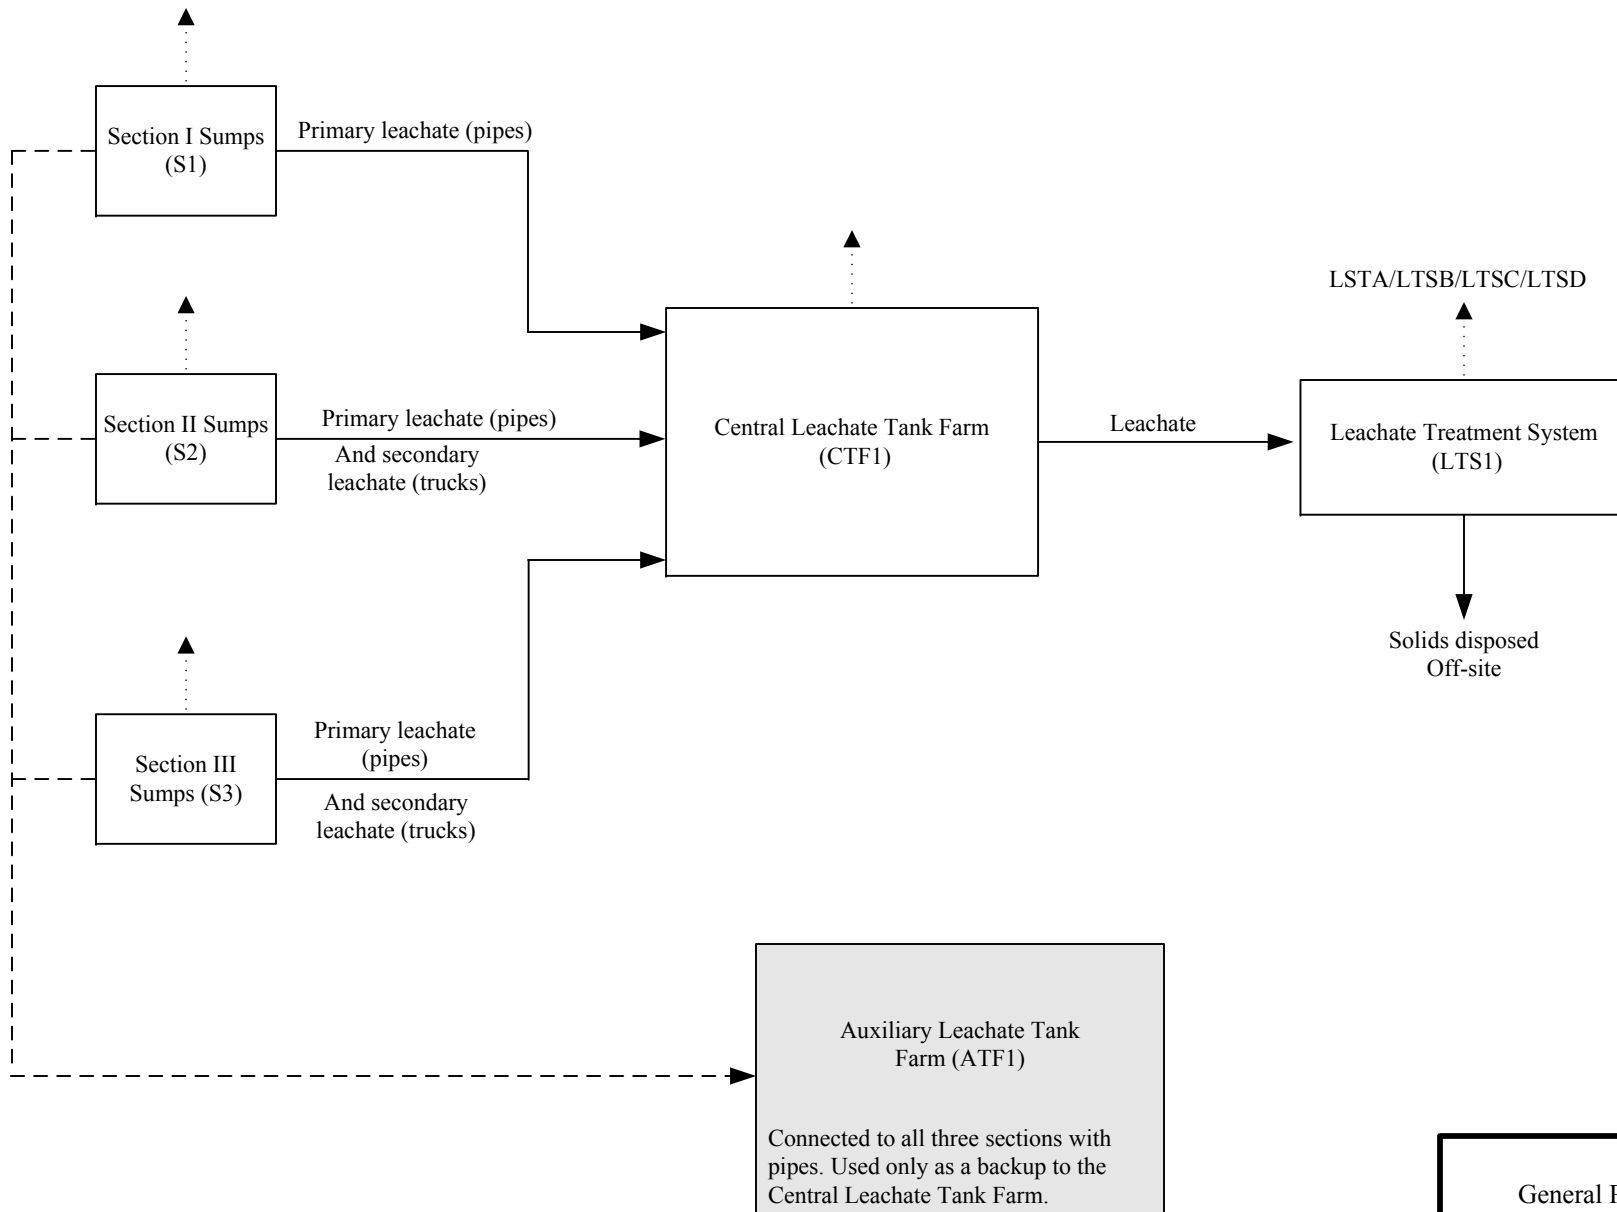 Section I Sumps
(S1)
Primary leachate (pipes)
LSTA/LTSB/LTSC/LTSD
Section II Sumps
(S2)
Primary leachate (pipes)
And secondary
leachate (trucks)
Central Leachate Tank Farm
(CTF1)
Leachate
Leachate Treatment System
(LTS1)
Solids disposed
Off-site
Section III
Sumps (S3)
Primary leachate
(pipes)
And secondary
leachate (trucks)
Auxiliary Leachate Tank
Farm (ATF1)
Connected to all three sections with
pipes. Used only as a backup to the
Central Leachate Tank Farm.
General